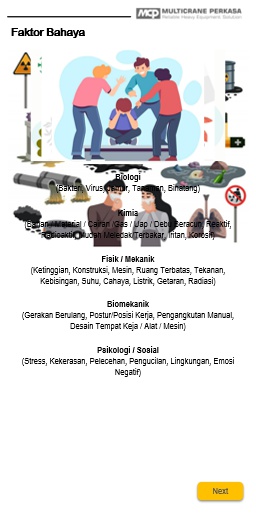 MCP MULTICRANE PERKASA
Reliable Heavy Equipment Solution
Faktor Bahaya
Biologi
(Bakteri, Virus, Jamur, Tanaman, Binatang)
Kimia
(Bahan / Material / Cairan /Gas / Uap / Debu Beracun, Reaktif,
Radioaktif, Mudah Meledak/Terbakar, Iritan, Korosif)
Fisik / Mekanik
(Ketinggian, Konstruksi, Mesin, Ruang Terbatas, Tekanan,
Kebisingan, Suhu, Cahaya, Listrik, Getaran, Radiasi)
Biomekanik
(Gerakan Berulang, Postur/Posisi Kerja, Pengangkutan Manual,
Desain Tempat Keja / Alat / Mesin)
Psikologi / Sosial
(Stress, Kekerasan, Pelecehan, Pengucilan, Lingkungan, Emosi
Negatif)
Next